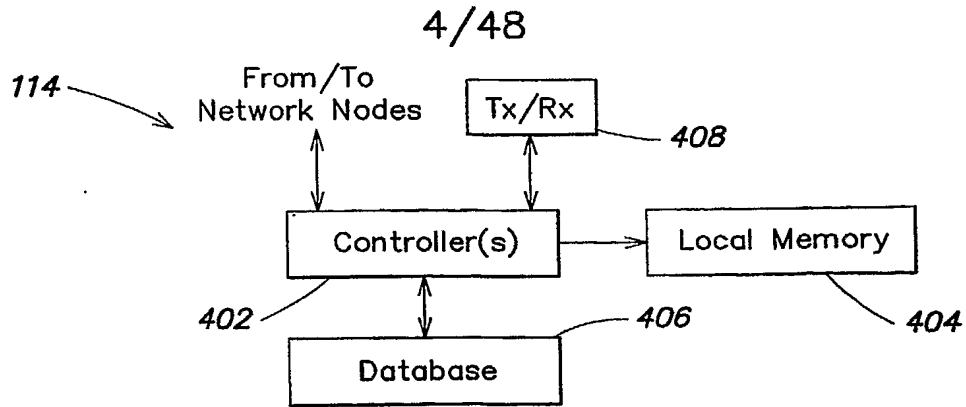 4/48
114
From/To
Network Nodes
Tx/Rx
408
Controller(s)
Local Memory
402
406
404
Database